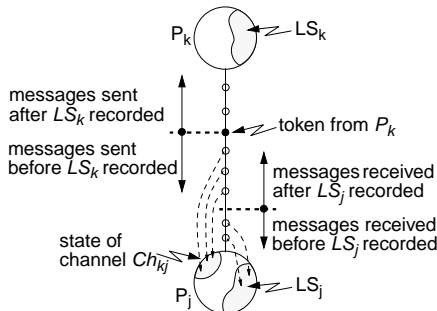 P_k
LS_k
messages sent
after LS_k recorded
token from P_k
messages sent
before LS_k recorded
messages received
after LS_j recorded
messages received
before LS_j recorded
state of
channel Ch_kj
P_j
LS_j